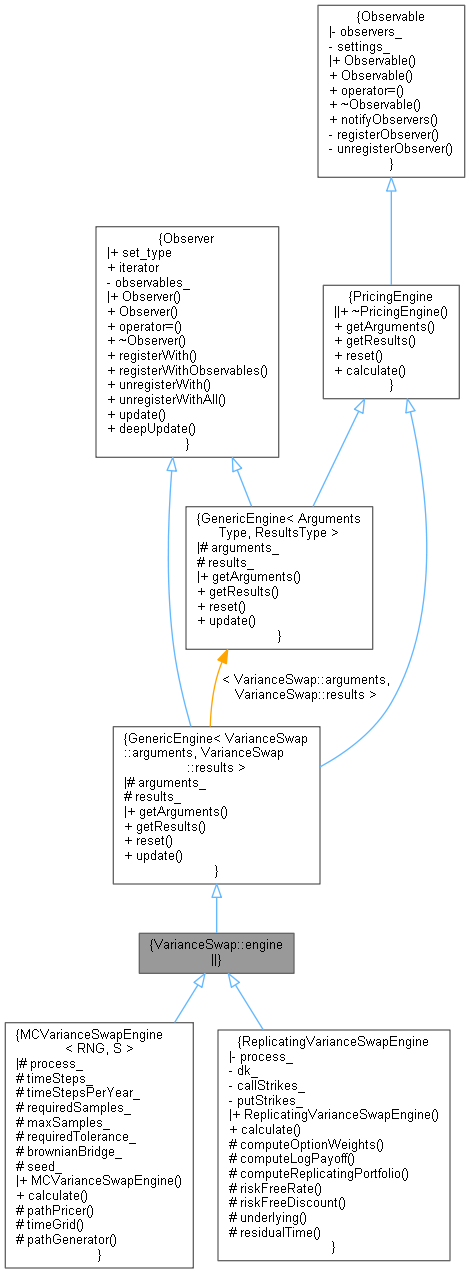 {Observable
|- observers_
- settings_
|+ Observable()
+ Observable()
+ operator=()
+ ~Observable()
+ notifyObservers()
- registerObserver()
- unregisterObserver()
}
{Observer
|+ set_type
+ iterator
- observables_
|+ Observer()
+ Observer()
+ operator=()
+ ~Observer()
+ registerWith()
+ registerWithObservables()
+ unregisterWith()
+ unregisterWithAll()
+ update()
+ deepUpdate()
}
{PricingEngine
||+ ~PricingEngine()
+ getArguments()
+ getResults()
+ reset()
+ calculate()
}
{GenericEngine< Arguments
Type, ResultsType >
|# arguments_
# results_
|+ getArguments()
+ getResults()
+ reset()
+ update()
}
< VarianceSwap::arguments,
VarianceSwap::results >
{GenericEngine< VarianceSwap
::arguments, VarianceSwap
::results >
|# arguments_
# results_
|+ getArguments()
+ getResults()
+ reset()
+ update()
}
{VarianceSwap::engine
||}
{MCVarianceSwapEngine
< RNG, S >
|# process_
# timeSteps_
# timeStepsPerYear_
# requiredSamples_
# maxSamples_
# requiredTolerance_
# brownianBridge_
# seed_
|+ MCVarianceSwapEngine()
+ calculate()
# pathPricer()
# timeGrid()
# pathGenerator()
}
{ReplicatingVarianceSwapEngine
|- process_
- dk_
- callStrikes_
- putStrikes_
|+ ReplicatingVarianceSwapEngine()
+ calculate()
# computeOptionWeights()
# computeLogPayoff()
# computeReplicatingPortfolio()
# riskFreeRate()
# riskFreeDiscount()
# underlying()
# residualTime()
}